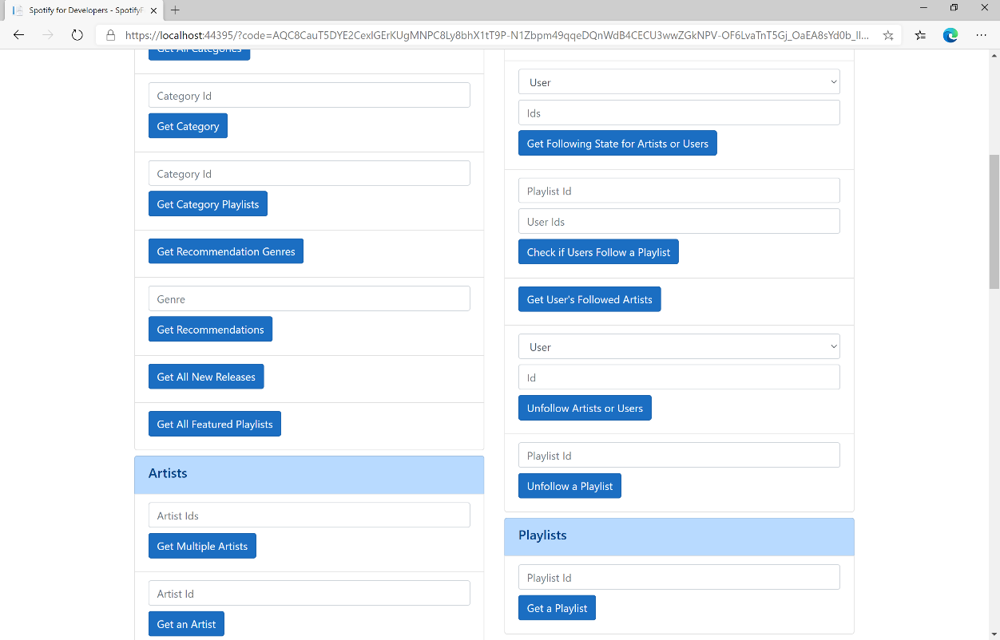 Spotify for Developers - SpotifyF
https://localhost:44395/?code=AQC8CauT5DYE2CexlGErKUgMNPC8Ly8bhX1tT9P-N1Zbpm49qqeDQnWdB4CECU3wwZGkNPV-OF6LvaTnT5Gj_OaEA8sYd0b_Il...
Get All Categories
Category Id
Get Category
Category Id
Get Category Playlists
Get Recommendation Genres
Genre
Get Recommendations
Get All New Releases
Get All Featured Playlists
Artists
Artist Ids
Get Multiple Artists
Artist Id
Get an Artist
User
Ids
Get Following State for Artists or Users
Playlist Id
User Ids
Check if Users Follow a Playlist
Get User's Followed Artists
User
Id
Unfollow Artists or Users
Playlist Id
Unfollow a Playlist
Playlists
Playlist Id
Get a Playlist